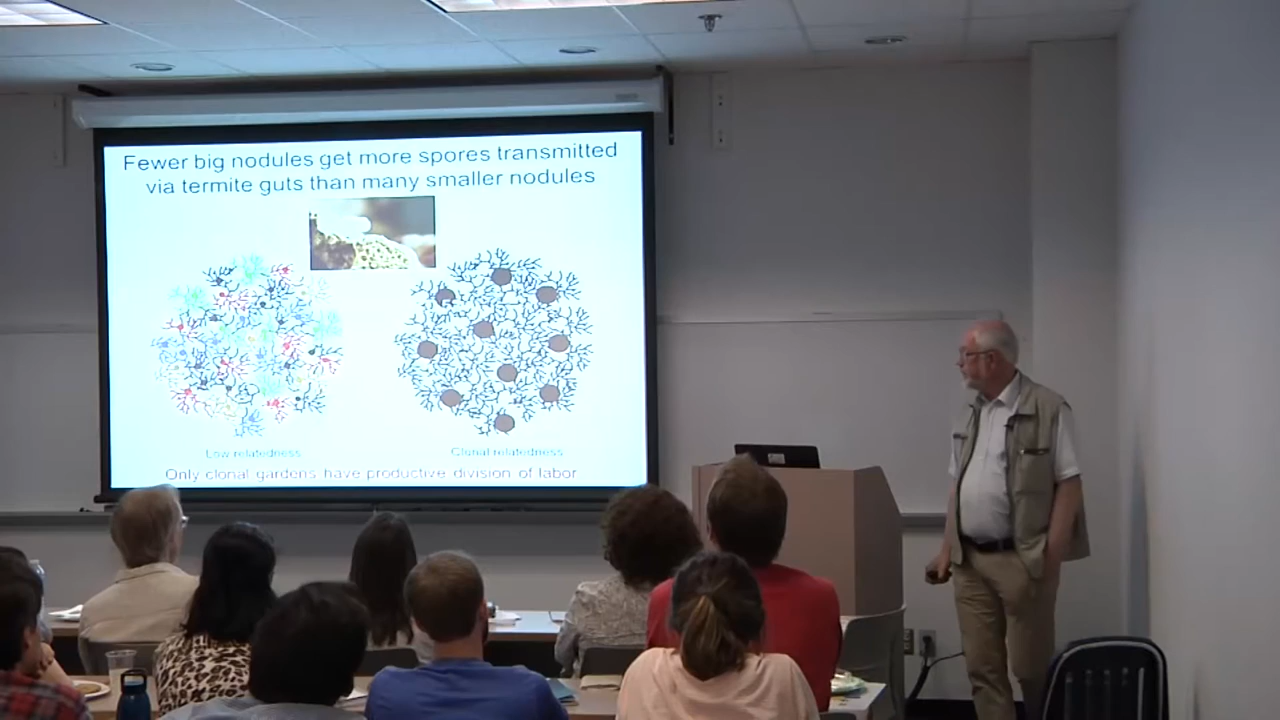 Fewer big nodules get more spores transmitted
via termite guts than many smaller nodules
Low relatedness
Clonal relatedness
Only clonal gardens have productive division of labor